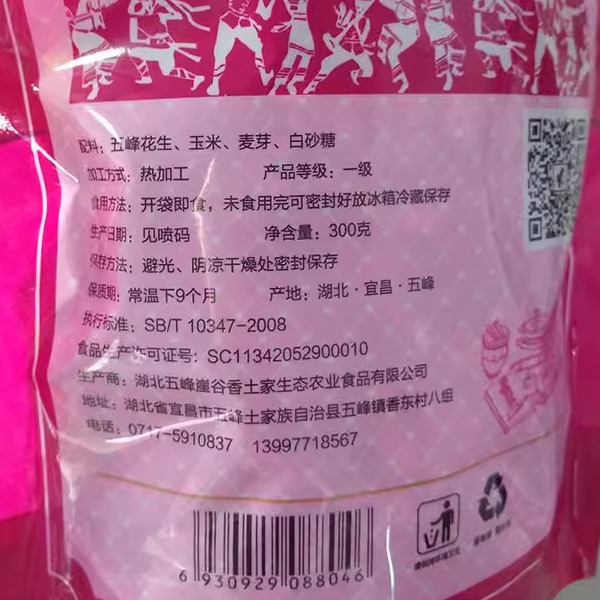 配料：五峰花生、玉米、麦芽、白砂糖
加工方式：热加工 产品等级：一级
食用方法：开袋即食，未食用完可密封好放冰箱冷藏保存
生产日期：见喷码 净含量：300克
保存方法：避光、阴凉干燥处密封保存
保质期：常温下9个月 产地：湖北·宜昌·五峰
执行标准：SB/T 10347-2008
食品生产许可证号：SC11342052900010
生产商：湖北五峰崖谷香土家生态农业食品有限公司
地址：湖北省宜昌市五峰土家族自治县五峰镇香东村八组
电话：0717-5910837 13997718567
6 930929 088046